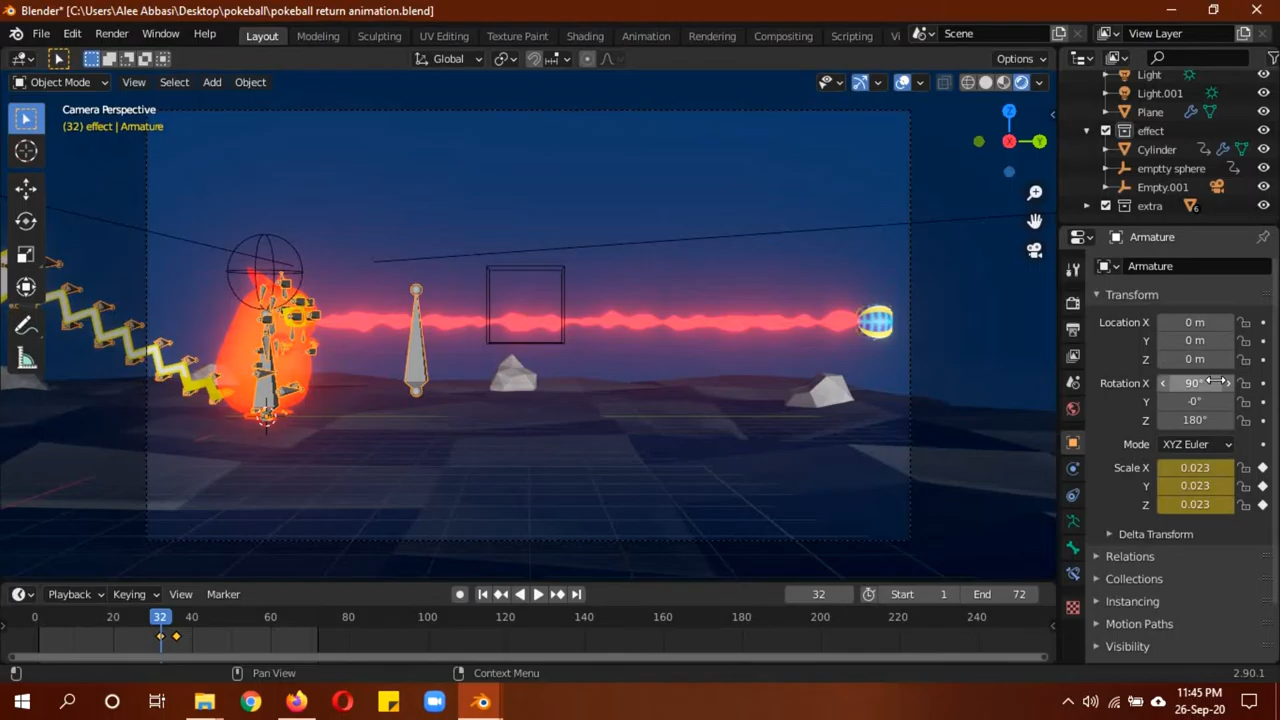 Blender* [C:\Users\Alee Abbasi\Desktop\pokeball\pokeball return animation.blend]
File Edit Render Window Help Layout Modeling Sculpting UV Editing Texture Paint Shading Animation Rendering Compositing Scripting Vi Scene View Layer
Global Options
Object Mode View Select Add Object
Camera Perspective
(32) effect | Armature
Z
Y
X
Light
Light.001
Plane
effect
Cylinder
emptty sphere
Empty.001
extra 6
Armature
Armature
Transform
Location X 0 m
Y 0 m
Z 0 m
Rotation X 90°
Y -0°
Z 180°
Mode XYZ Euler
Scale X 0.023
Y 0.023
Z 0.023
Delta Transform
Relations
Collections
Instancing
Motion Paths
Visibility
Playback Keying View Marker 32 Start 1 End 72
0 20 32 40 60 80 100 120 140 160 180 200 220 240
Pan View Context Menu 2.90.1
11:45 PM
26-Sep-20